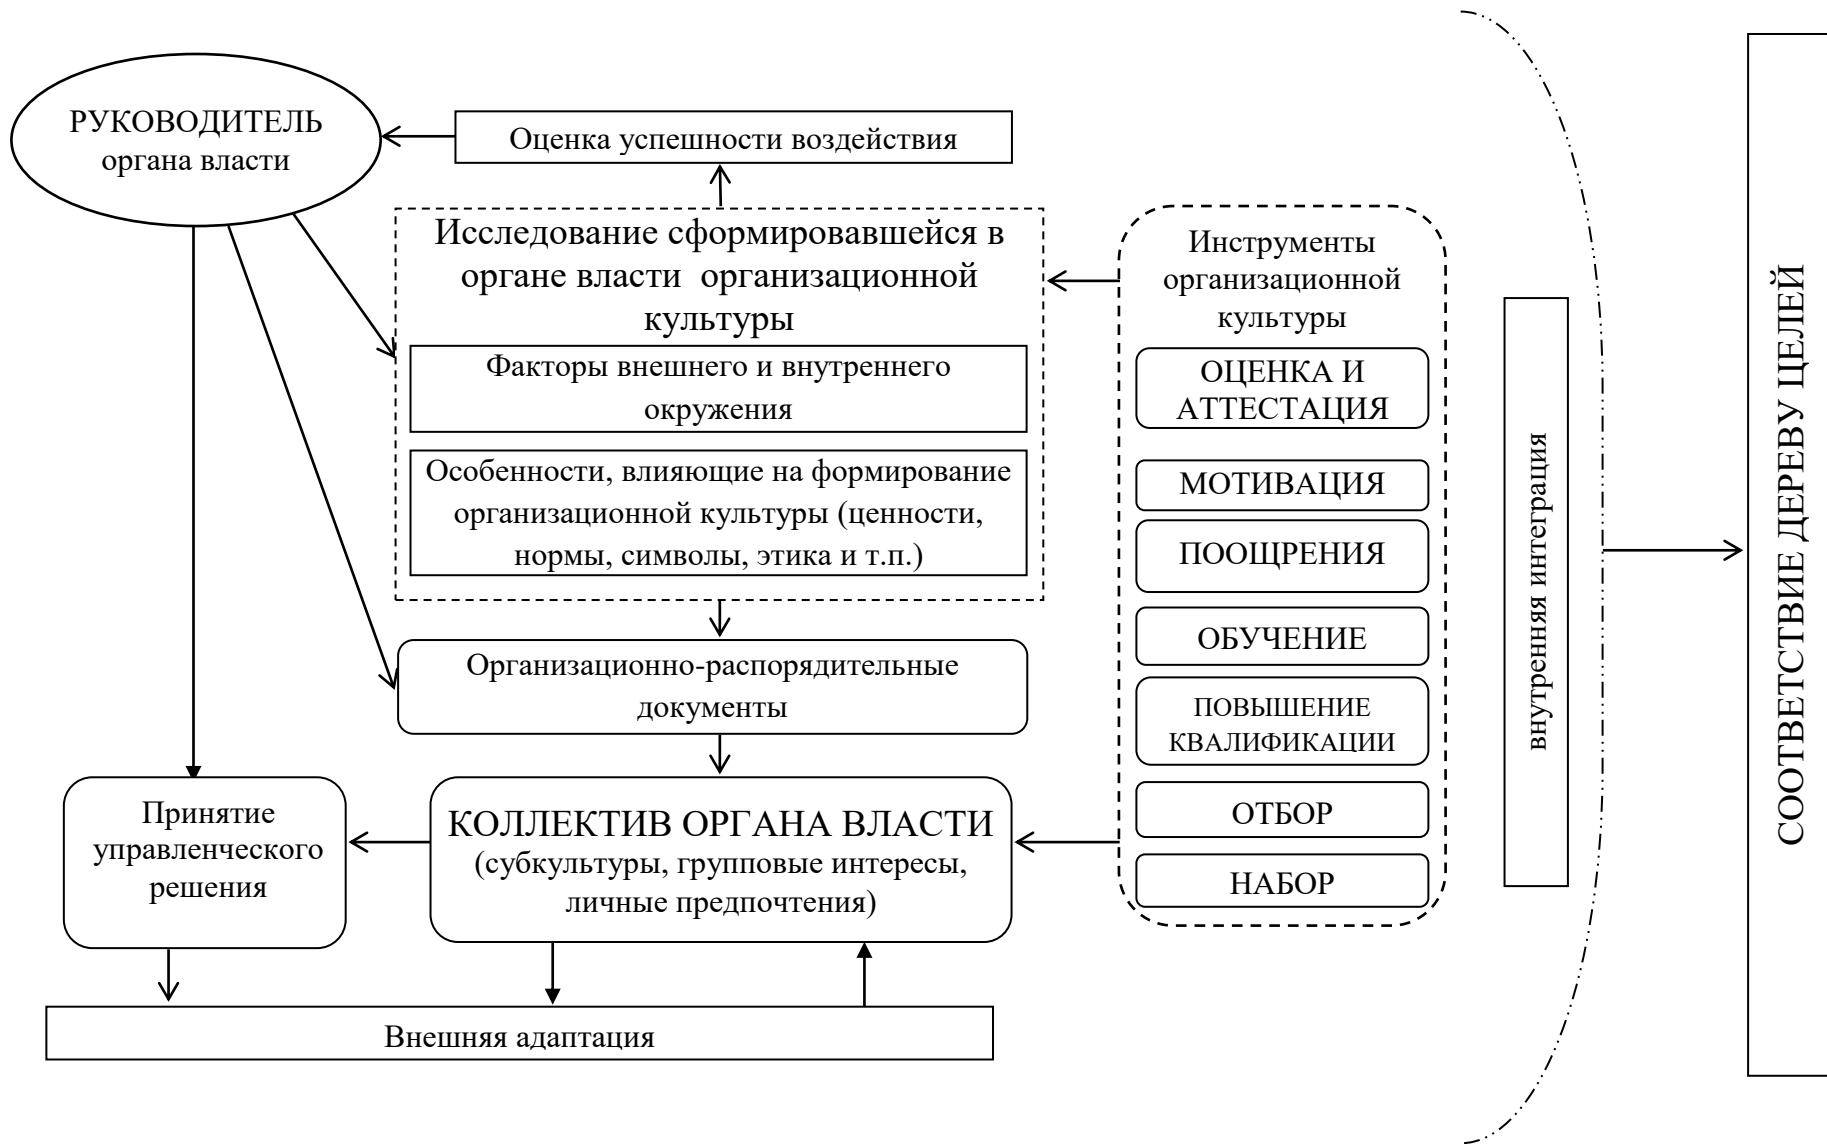 РУКОВОДИТЕЛЬ
органа власти
Оценка успешности воздействия
Исследование сформировавшейся в
органе власти организационной
культуры
Факторы внешнего и внутреннего
окружения
Особенности, влияющие на формирование
организационной культуры (ценности,
нормы, символы, этика и т.п.)
Организационно-распорядительные
документы
КОЛЛЕКТИВ ОРГАНА ВЛАСТИ
(субкультуры, групповые интересы,
личные предпочтения)
Принятие
управленческого
решения
Внешняя адаптация
Инструменты
организационной
культуры
ОЦЕНКА И
АТТЕСТАЦИЯ
МОТИВАЦИЯ
ПООЩРЕНИЯ
ОБУЧЕНИЕ
ПОВЫШЕНИЕ
КВАЛИФИКАЦИИ
ОТБОР
НАБОР
внутренняя интеграция
СООТВЕТСТВИЕ ДЕРЕВУ ЦЕЛЕЙ